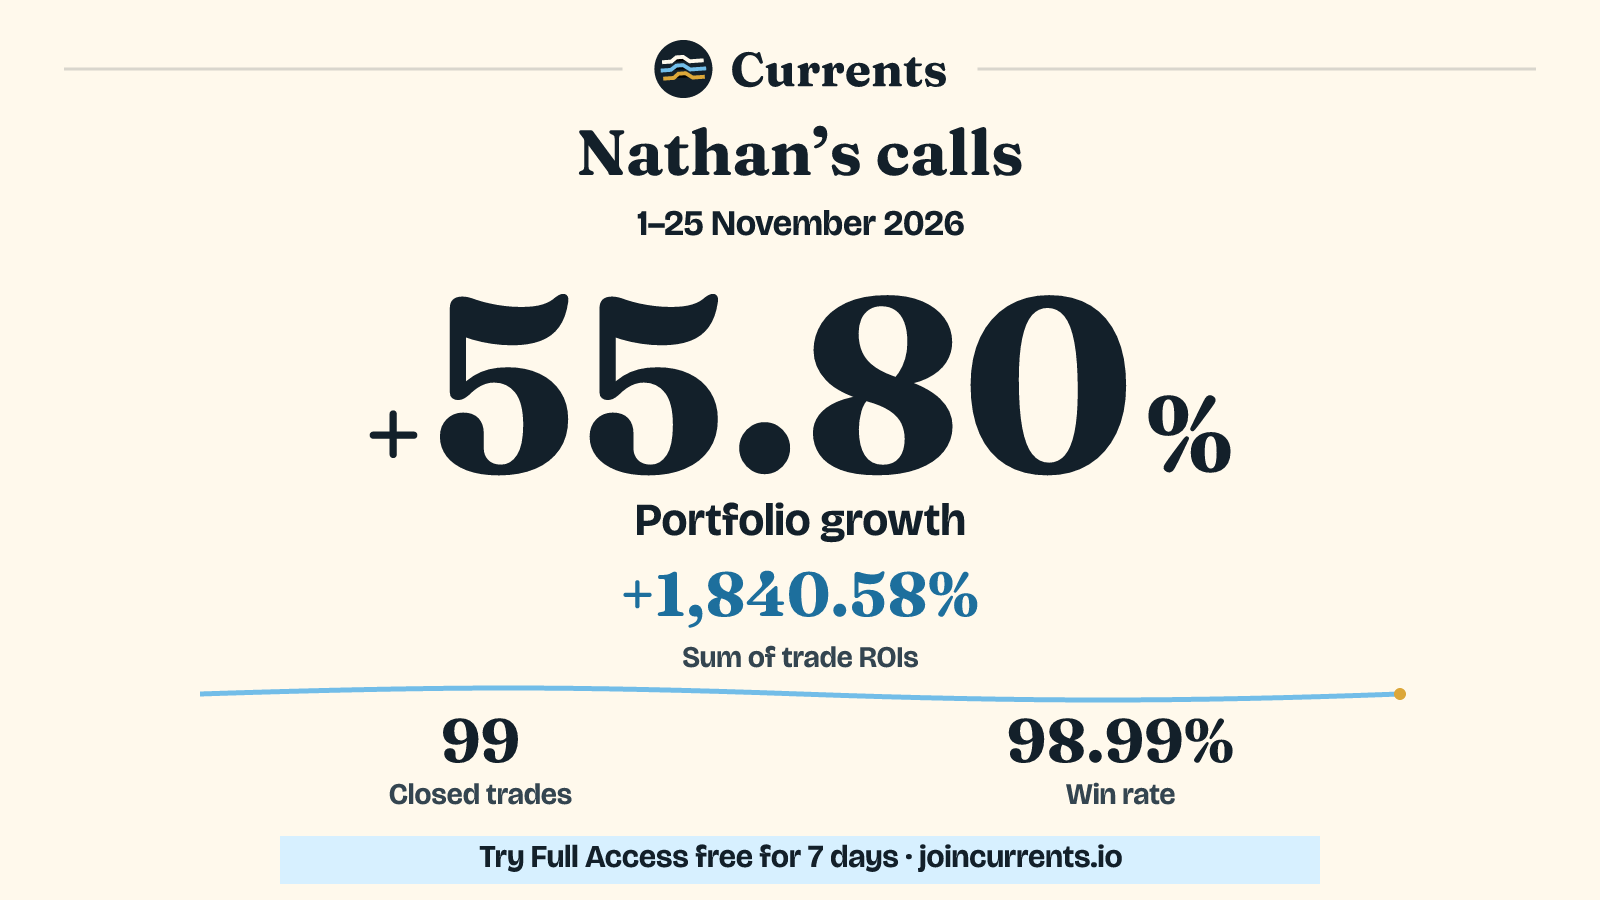 Currents
Nathan’s calls
1–25 November 2026
+55.80%
Portfolio growth
+1,840.58%
Sum of trade ROIs
99
Closed trades
98.99%
Win rate
Try Full Access free for 7 days · joincurrents.io